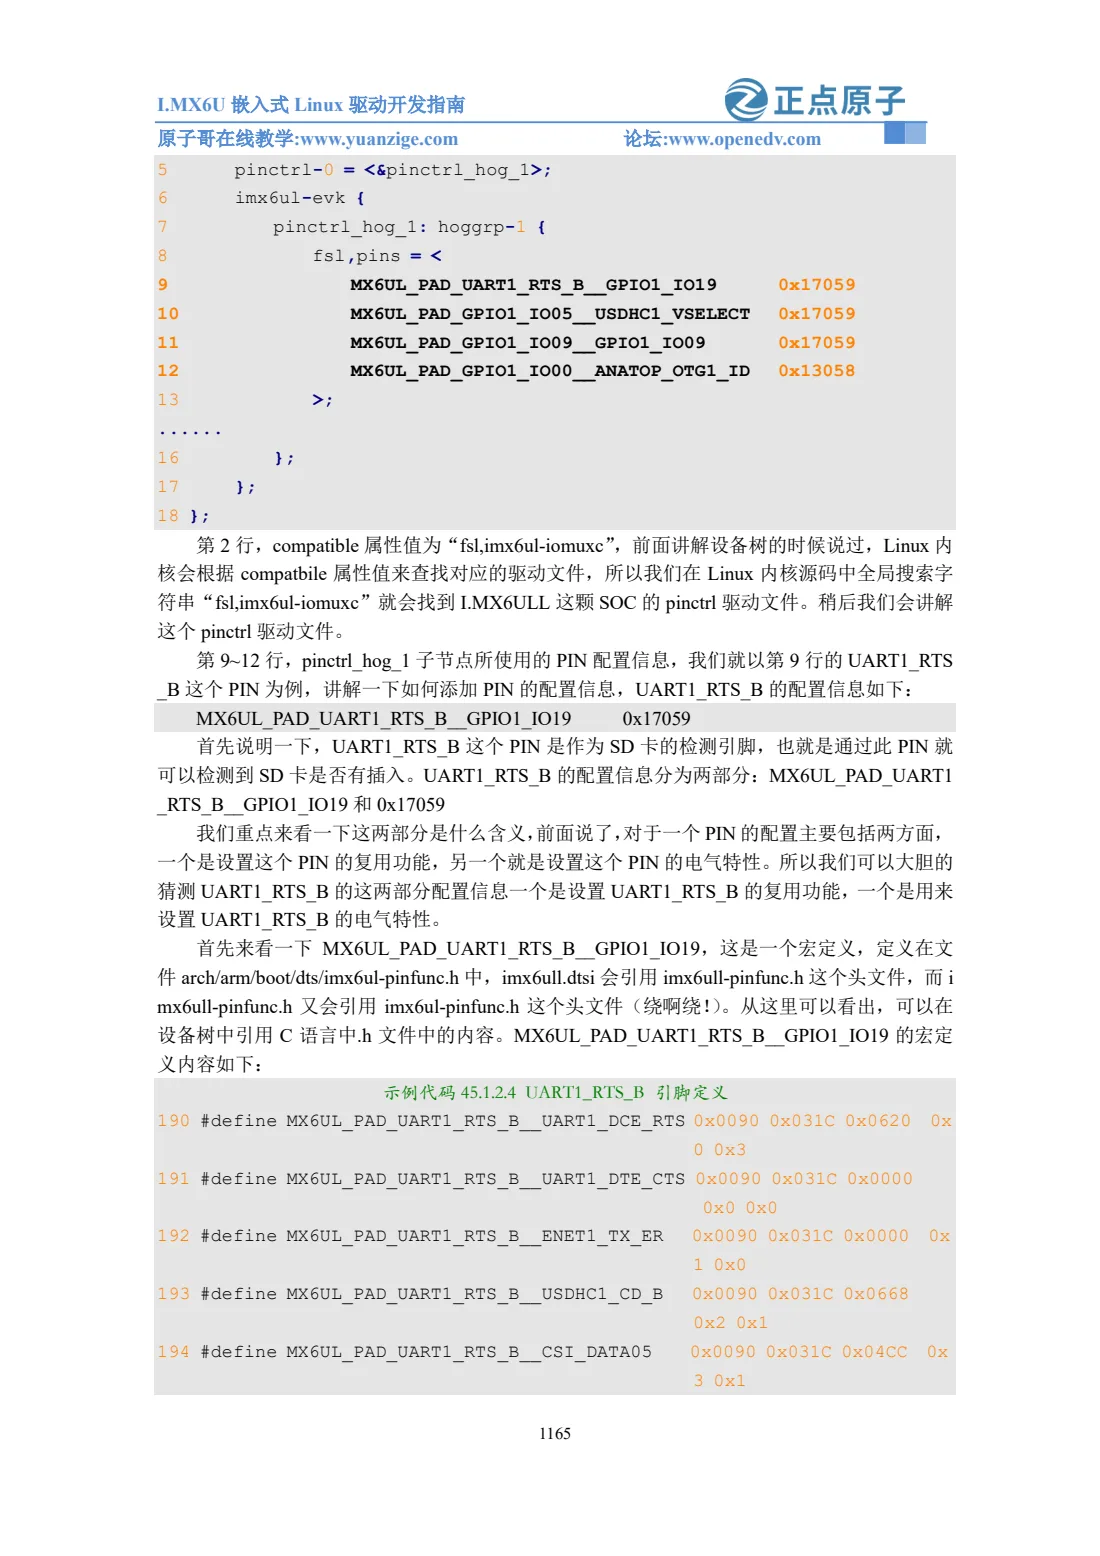 I.MX6U 嵌入式 Linux 驱动开发指南
正点原子
原子哥在线教学:www.yuanzige.com 论坛:www.openedv.com
5 pinctrl-0 = <&pinctrl_hog_1>;
6 imx6ul-evk {
7 pinctrl_hog_1: hoggrp-1 {
8 fsl,pins = <
9 MX6UL_PAD_UART1_RTS_B__GPIO1_IO19 0x17059
10 MX6UL_PAD_GPIO1_IO05__USDHC1_VSELECT 0x17059
11 MX6UL_PAD_GPIO1_IO09__GPIO1_IO09 0x17059
12 MX6UL_PAD_GPIO1_IO00__ANATOP_OTG1_ID 0x13058
13 >;
......
16 };
17 };
18 };
第 2 行，compatible 属性值为“fsl,imx6ul-iomuxc”，前面讲解设备树的时候说过，Linux 内
核会根据 compatbile 属性值来查找对应的驱动文件，所以我们在 Linux 内核源码中全局搜索字
符串“fsl,imx6ul-iomuxc”就会找到 I.MX6ULL 这颗 SOC 的 pinctrl 驱动文件。稍后我们会讲解
这个 pinctrl 驱动文件。
第 9~12 行，pinctrl_hog_1 子节点所使用的 PIN 配置信息，我们就以第 9 行的 UART1_RTS
_B 这个 PIN 为例，讲解一下如何添加 PIN 的配置信息，UART1_RTS_B 的配置信息如下：
MX6UL_PAD_UART1_RTS_B__GPIO1_IO19 0x17059
首先说明一下，UART1_RTS_B 这个 PIN 是作为 SD 卡的检测引脚，也就是通过此 PIN 就
可以检测到 SD 卡是否有插入。UART1_RTS_B 的配置信息分为两部分：MX6UL_PAD_UART1
_RTS_B__GPIO1_IO19 和 0x17059
我们重点来看一下这两部分是什么含义，前面说了，对于一个 PIN 的配置主要包括两方面，
一个是设置这个 PIN 的复用功能，另一个就是设置这个 PIN 的电气特性。所以我们可以大胆的
猜测 UART1_RTS_B 的这两部分配置信息一个是设置 UART1_RTS_B 的复用功能，一个是用来
设置 UART1_RTS_B 的电气特性。
首先来看一下 MX6UL_PAD_UART1_RTS_B__GPIO1_IO19，这是一个宏定义，定义在文
件 arch/arm/boot/dts/imx6ul-pinfunc.h 中，imx6ull.dtsi 会引用 imx6ull-pinfunc.h 这个头文件，而 i
mx6ull-pinfunc.h 又会引用 imx6ul-pinfunc.h 这个头文件（绕啊绕！）。从这里可以看出，可以在
设备树中引用 C 语言中.h 文件中的内容。MX6UL_PAD_UART1_RTS_B__GPIO1_IO19 的宏定
义内容如下：
示例代码 45.1.2.4 UART1_RTS_B 引脚定义
190 #define MX6UL_PAD_UART1_RTS_B__UART1_DCE_RTS 0x0090 0x031C 0x0620 0x
0 0x3
191 #define MX6UL_PAD_UART1_RTS_B__UART1_DTE_CTS 0x0090 0x031C 0x0000
0x0 0x0
192 #define MX6UL_PAD_UART1_RTS_B__ENET1_TX_ER 0x0090 0x031C 0x0000 0x
1 0x0
193 #define MX6UL_PAD_UART1_RTS_B__USDHC1_CD_B 0x0090 0x031C 0x0668
0x2 0x1
194 #define MX6UL_PAD_UART1_RTS_B__CSI_DATA05 0x0090 0x031C 0x04CC 0x
3 0x1
1165